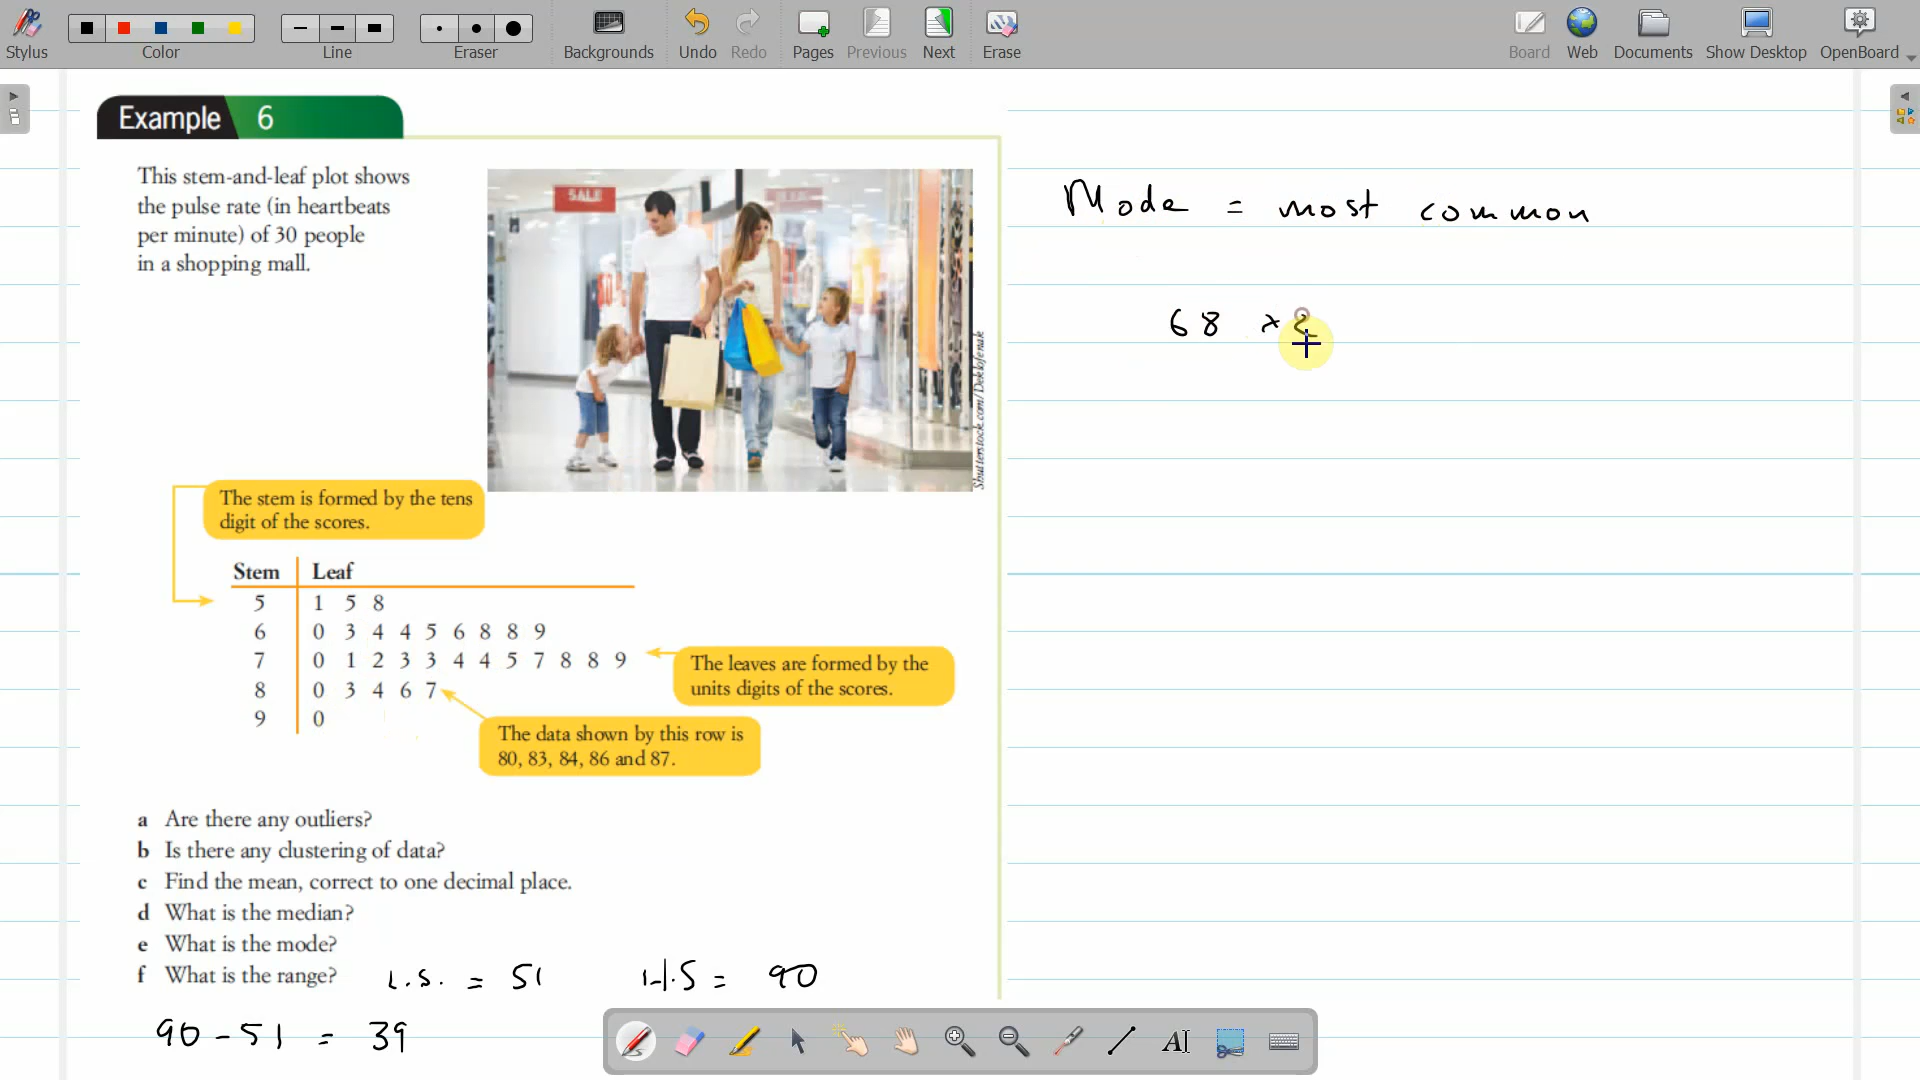 Stylus Color Line Eraser Backgrounds Undo Redo Pages Previous Next Erase Board Web Documents Show Desktop OpenBoard
Example 6
This stem-and-leaf plot shows
the pulse rate (in heartbeats
per minute) of 30 people
in a shopping mall.
SALE
Shutterstock.com/Deklofenak
The stem is formed by the tens
digit of the scores.
Stem Leaf
5 1 5 8
6 0 3 4 4 5 6 8 8 9
7 0 1 2 3 3 4 4 5 7 8 8 9
8 0 3 4 6 7
9 0
The leaves are formed by the
units digits of the scores.
The data shown by this row is
80, 83, 84, 86 and 87.
a Are there any outliers?
b Is there any clustering of data?
c Find the mean, correct to one decimal place.
d What is the median?
e What is the mode?
f What is the range? L.S. = 51 H.S = 90
90 - 51 = 39
Mode = most common
68 × 2